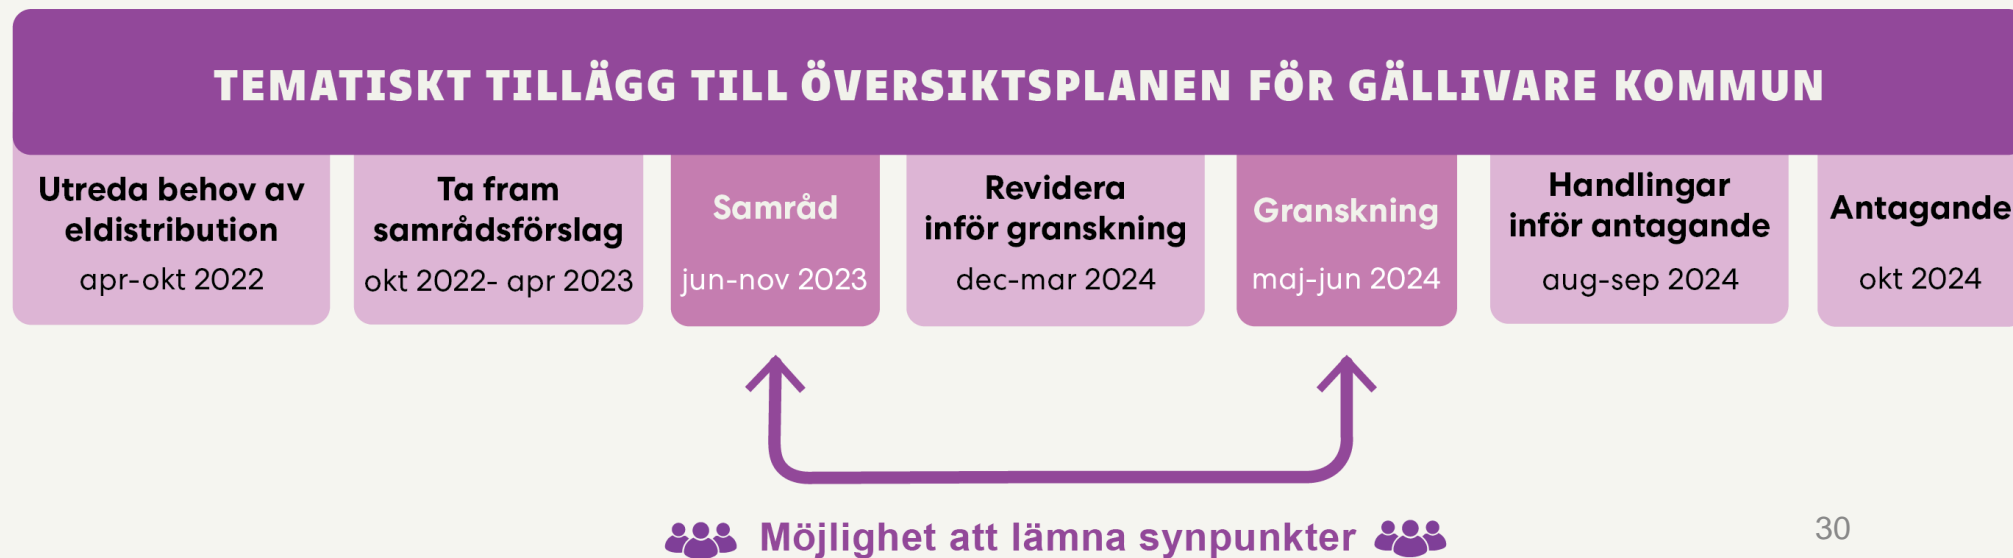 TEMATISKT TILLÄGG TILL ÖVERSIKTSPLANEN FÖR GÄLLIVARE KOMMUN
Utreda behov av
eldistribution
apr-okt 2022
Ta fram
samrådsförslag
okt 2022- apr 2023
Samråd
jun-nov 2023
Revidera
inför granskning
dec-mar 2024
Granskning
maj-jun 2024
Handlingar
inför antagande
aug-sep 2024
Antagande
okt 2024
Möjlighet att lämna synpunkter
30